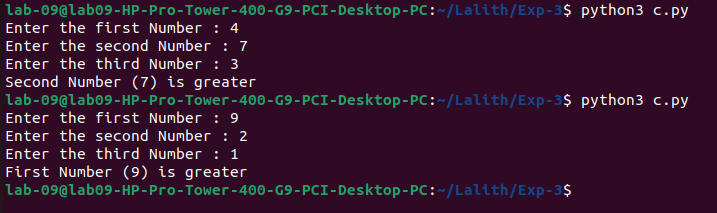 lab-09@lab09-HP-Pro-Tower-400-G9-PCI-Desktop-PC:~/Lalith/Exp-3$ python3 c.py
Enter the first Number : 4
Enter the second Number : 7
Enter the third Number : 3
Second Number (7) is greater
lab-09@lab09-HP-Pro-Tower-400-G9-PCI-Desktop-PC:~/Lalith/Exp-3$ python3 c.py
Enter the first Number : 9
Enter the second Number : 2
Enter the third Number : 1
First Number (9) is greater
lab-09@lab09-HP-Pro-Tower-400-G9-PCI-Desktop-PC:~/Lalith/Exp-3$